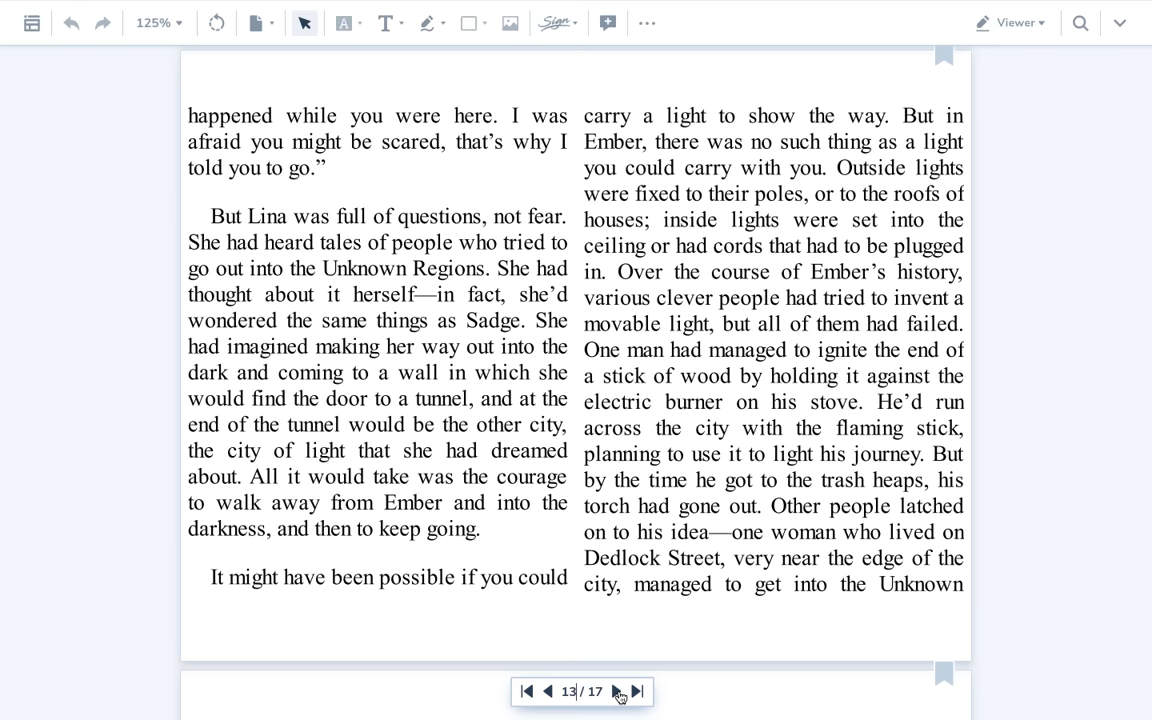 125%
A
T
Sign
Viewer
happened while you were here. I was
afraid you might be scared, that’s why I
told you to go.”
But Lina was full of questions, not fear.
She had heard tales of people who tried to
go out into the Unknown Regions. She had
thought about it herself—in fact, she’d
wondered the same things as Sadge. She
had imagined making her way out into the
dark and coming to a wall in which she
would find the door to a tunnel, and at the
end of the tunnel would be the other city,
the city of light that she had dreamed
about. All it would take was the courage
to walk away from Ember and into the
darkness, and then to keep going.
It might have been possible if you could
carry a light to show the way. But in
Ember, there was no such thing as a light
you could carry with you. Outside lights
were fixed to their poles, or to the roofs of
houses; inside lights were set into the
ceiling or had cords that had to be plugged
in. Over the course of Ember’s history,
various clever people had tried to invent a
movable light, but all of them had failed.
One man had managed to ignite the end of
a stick of wood by holding it against the
electric burner on his stove. He’d run
across the city with the flaming stick,
planning to use it to light his journey. But
by the time he got to the trash heaps, his
torch had gone out. Other people latched
on to his idea—one woman who lived on
Dedlock Street, very near the edge of the
city, managed to get into the Unknown
13 / 17